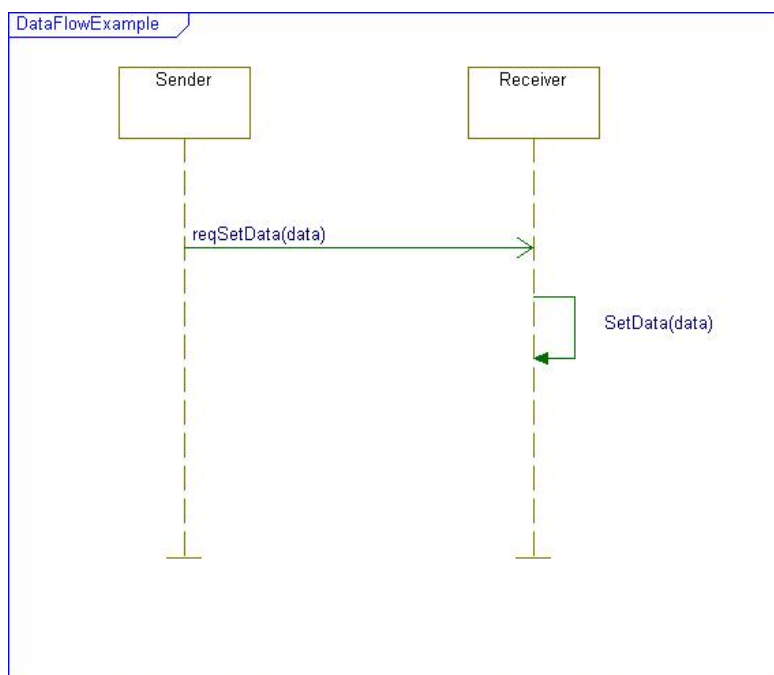 DataFlowExample
Sender
Receiver
reqSetData(data)
SetData(data)